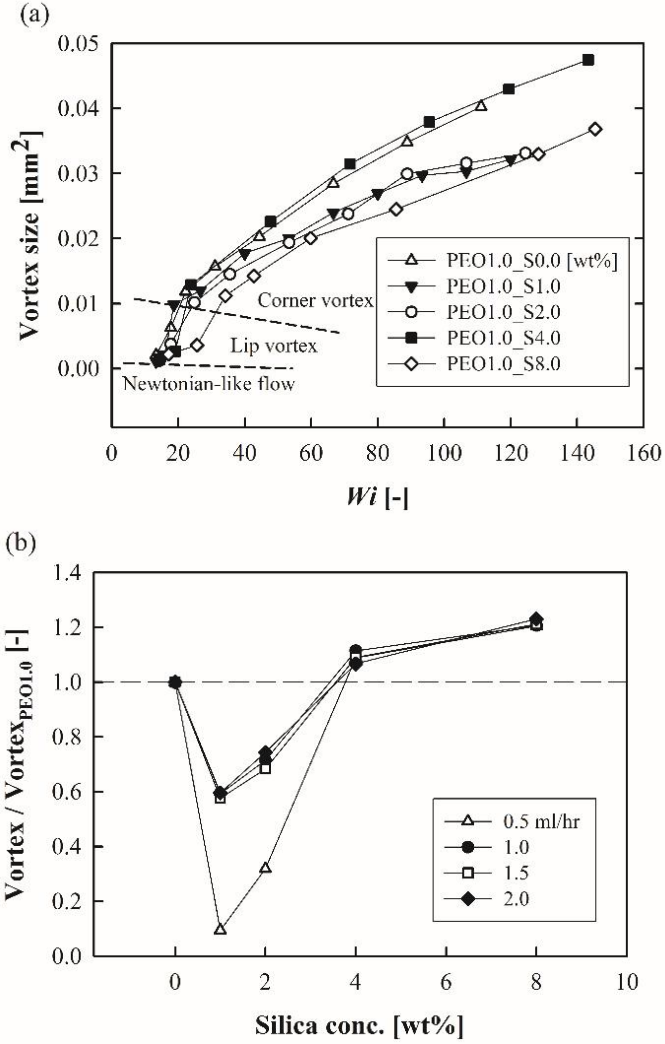 (a)
0.05
0.04
0.03
0.02
0.01
0.00
Vortex size [mm²]
PEO1.0_S0.0 [wt%]
PEO1.0_S1.0
PEO1.0_S2.0
PEO1.0_S4.0
PEO1.0_S8.0
Corner vortex
Lip vortex
Newtonian-like flow
0 20 40 60 80 100 120 140 160
Wi [-]
(b)
1.4
1.2
1.0
0.8
0.6
0.4
0.2
0.0
Vortex / Vortex_PEO1.0 [-]
0.5 ml/hr
1.0
1.5
2.0
0 2 4 6 8 10
Silica conc. [wt%]